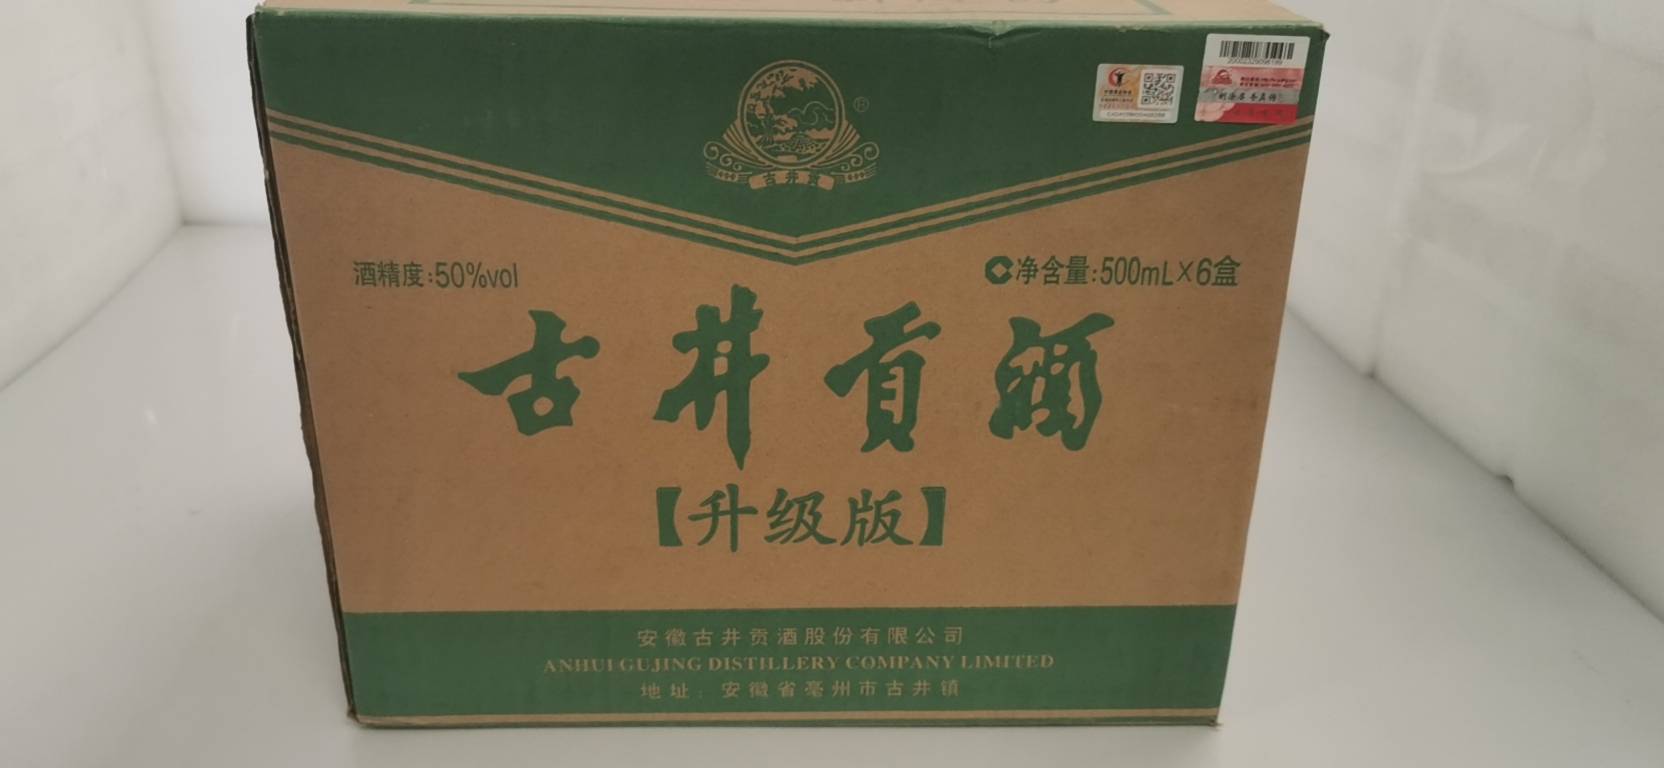 古井贡
酒精度:50%vol
净含量:500mL×6盒
古井贡酒
【升级版】
安徽古井贡酒股份有限公司
ANHUI GUJING DISTILLERY COMPANY LIMITED
地址：安徽省亳州市古井镇